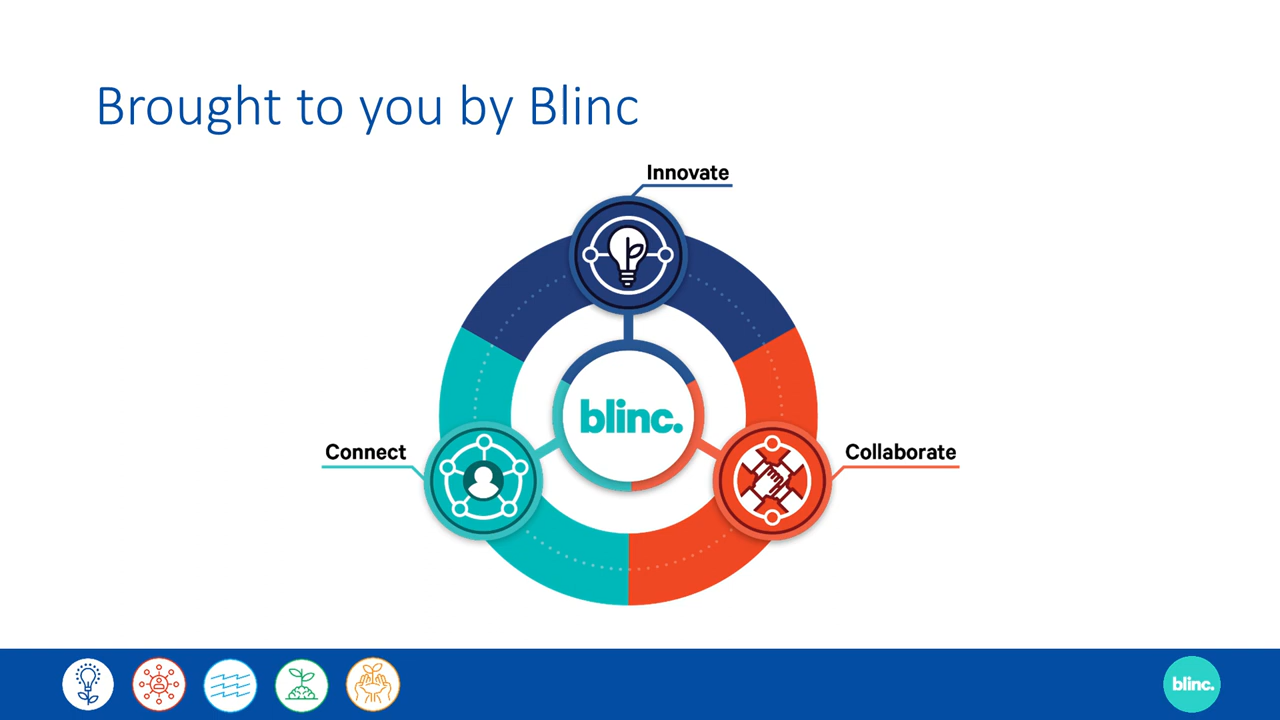 Brought to you by Blinc
Innovate
blinc.
Connect
Collaborate
blinc.